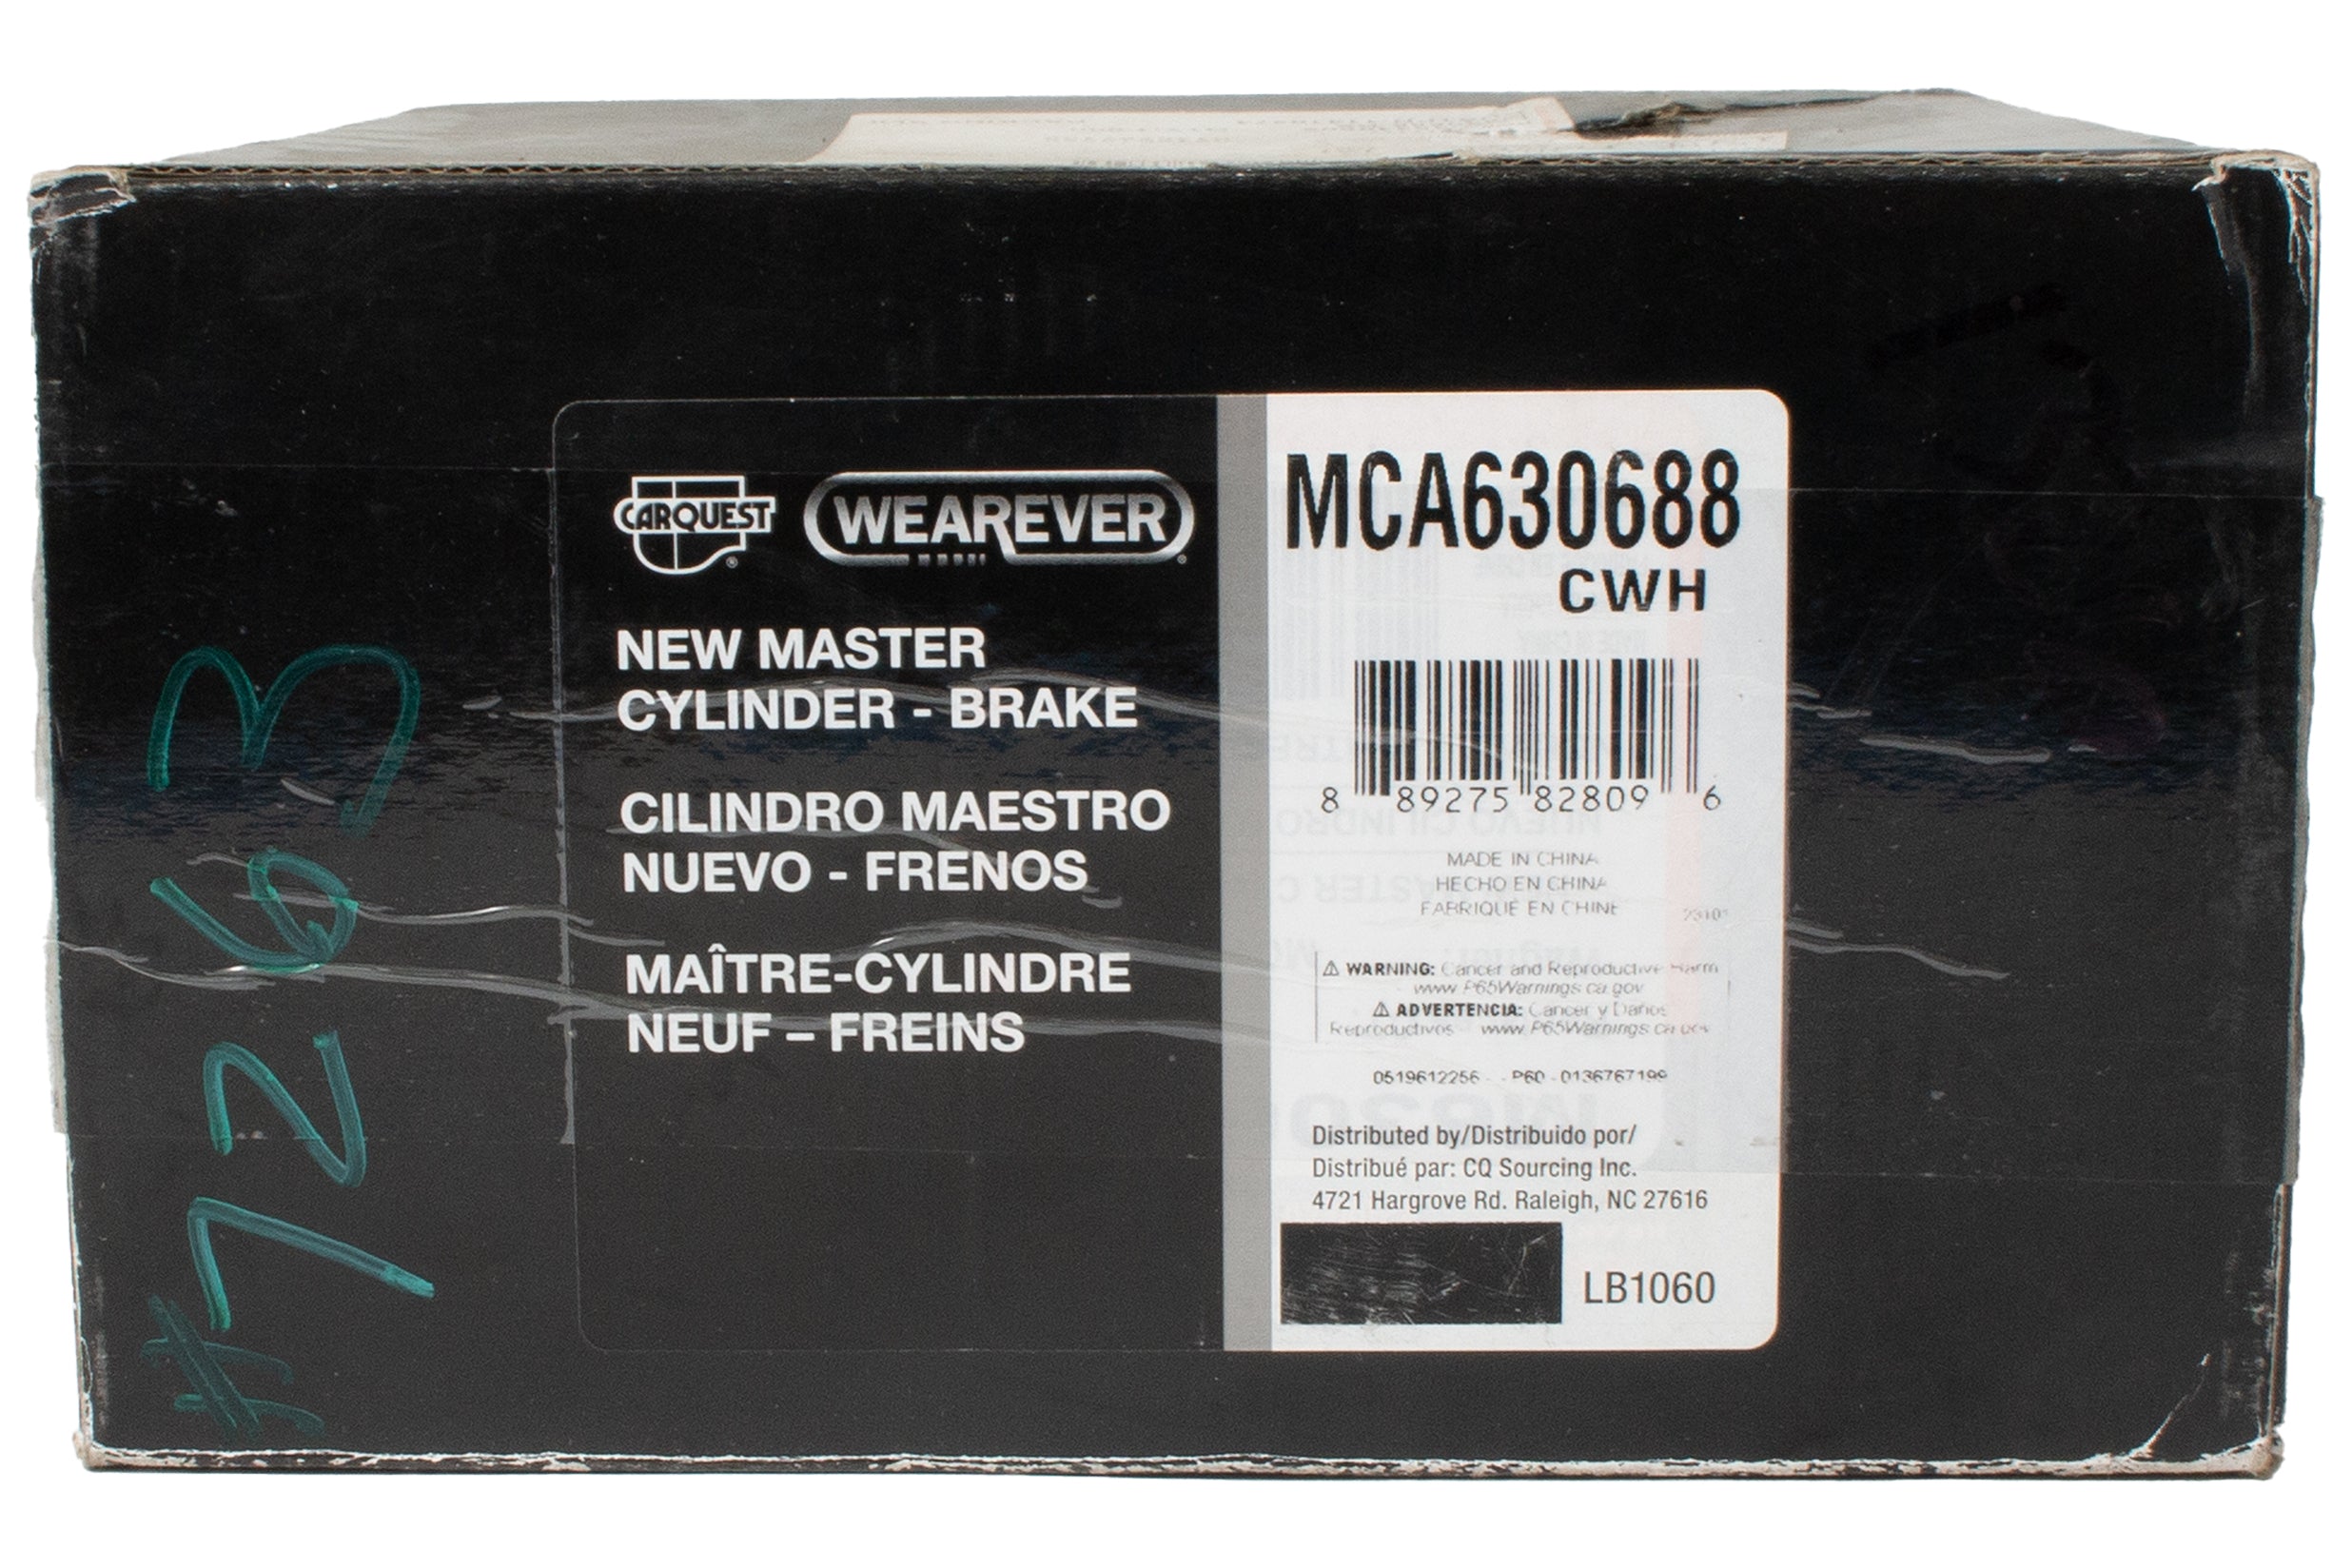 CARQUEST
WEAREVER
NEW MASTER
CYLINDER - BRAKE
CILINDRO MAESTRO
NUEVO - FRENOS
MAÎTRE-CYLINDRE
NEUF – FREINS
MCA630688
CWH
8 89275 82809 6
MADE IN CHINA
HECHO EN CHINA
FABRIQUÉ EN CHINE
⚠ WARNING: Cancer and Reproductive Harm
- www.P65Warnings.ca.gov
⚠ ADVERTENCIA: Cancer y Daños
Reproductivos - www.P65Warnings.ca.gov
0519612256 - - P60 - 0136767199
Distributed by/Distribuido por/
Distribué par: CQ Sourcing Inc.
4721 Hargrove Rd. Raleigh, NC 27616
LB1060
#7263